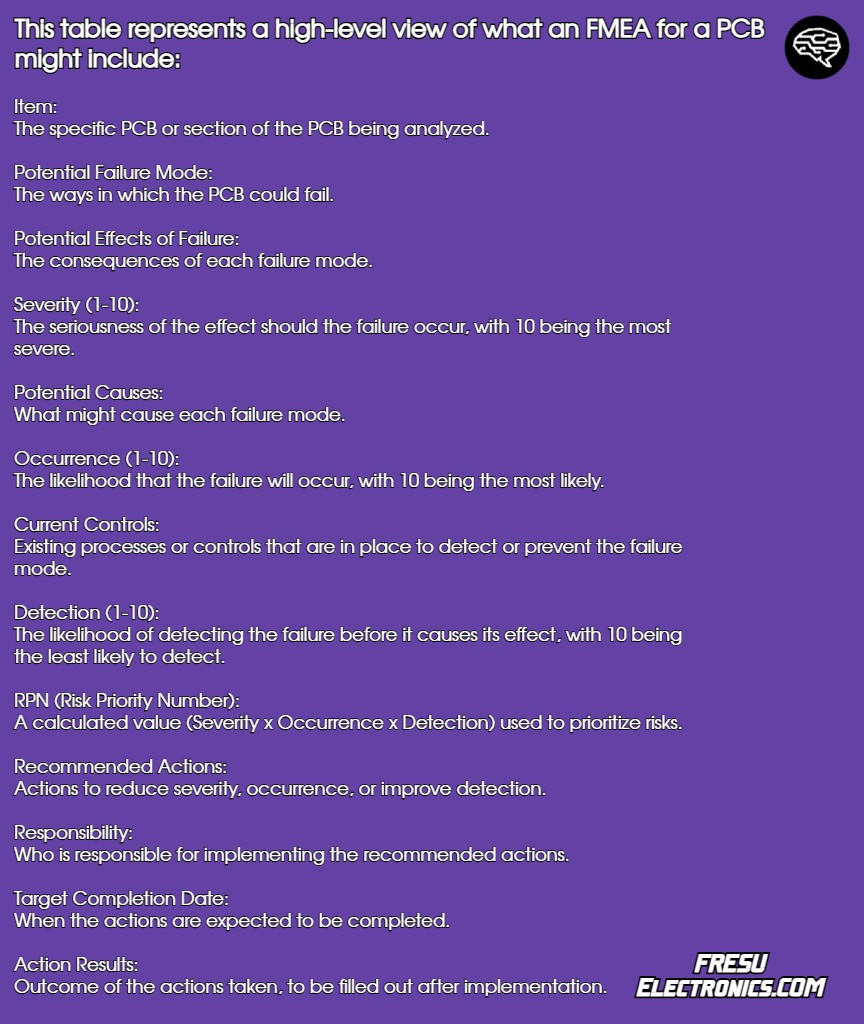 This table represents a high-level view of what an FMEA for a PCB
might include:
Item:
The specific PCB or section of the PCB being analyzed.
Potential Failure Mode:
The ways in which the PCB could fail.
Potential Effects of Failure:
The consequences of each failure mode.
Severity (1-10):
The seriousness of the effect should the failure occur, with 10 being the most
severe.
Potential Causes:
What might cause each failure mode.
Occurrence (1-10):
The likelihood that the failure will occur, with 10 being the most likely.
Current Controls:
Existing processes or controls that are in place to detect or prevent the failure
mode.
Detection (1-10):
The likelihood of detecting the failure before it causes its effect, with 10 being
the least likely to detect.
RPN (Risk Priority Number):
A calculated value (Severity x Occurrence x Detection) used to prioritize risks.
Recommended Actions:
Actions to reduce severity, occurrence, or improve detection.
Responsibility:
Who is responsible for implementing the recommended actions.
Target Completion Date:
When the actions are expected to be completed.
Action Results:
Outcome of the actions taken, to be filled out after implementation.
FRESU
ELECTRONICS.COM